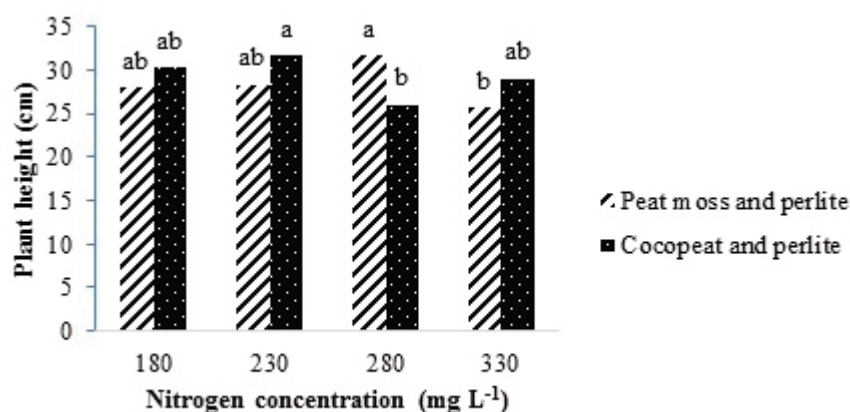 Plant height (cm)
35
30
25
20
15
10
5
0
ab
ab
ab
a
a
b
b
ab
180
230
280
330
Nitrogen concentration (mg L⁻¹)
Peat moss and perlite
Cocopeat and perlite